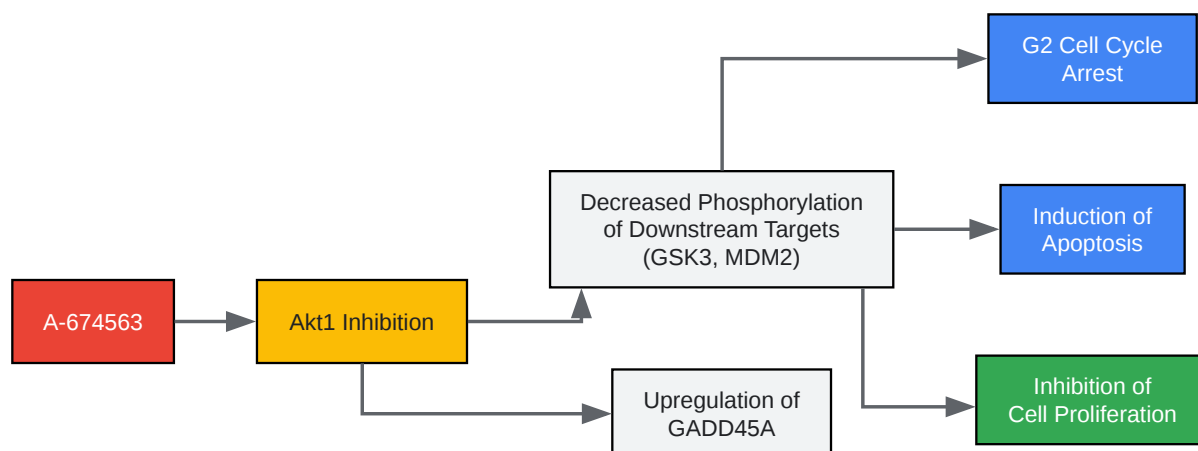 G2 Cell Cycle
Arrest
Decreased Phosphorylation
of Downstream Targets
(GSK3, MDM2)
Induction of
Apoptosis
A-674563
Akt1 Inhibition
Upregulation of
GADD45A
Inhibition of
Cell Proliferation